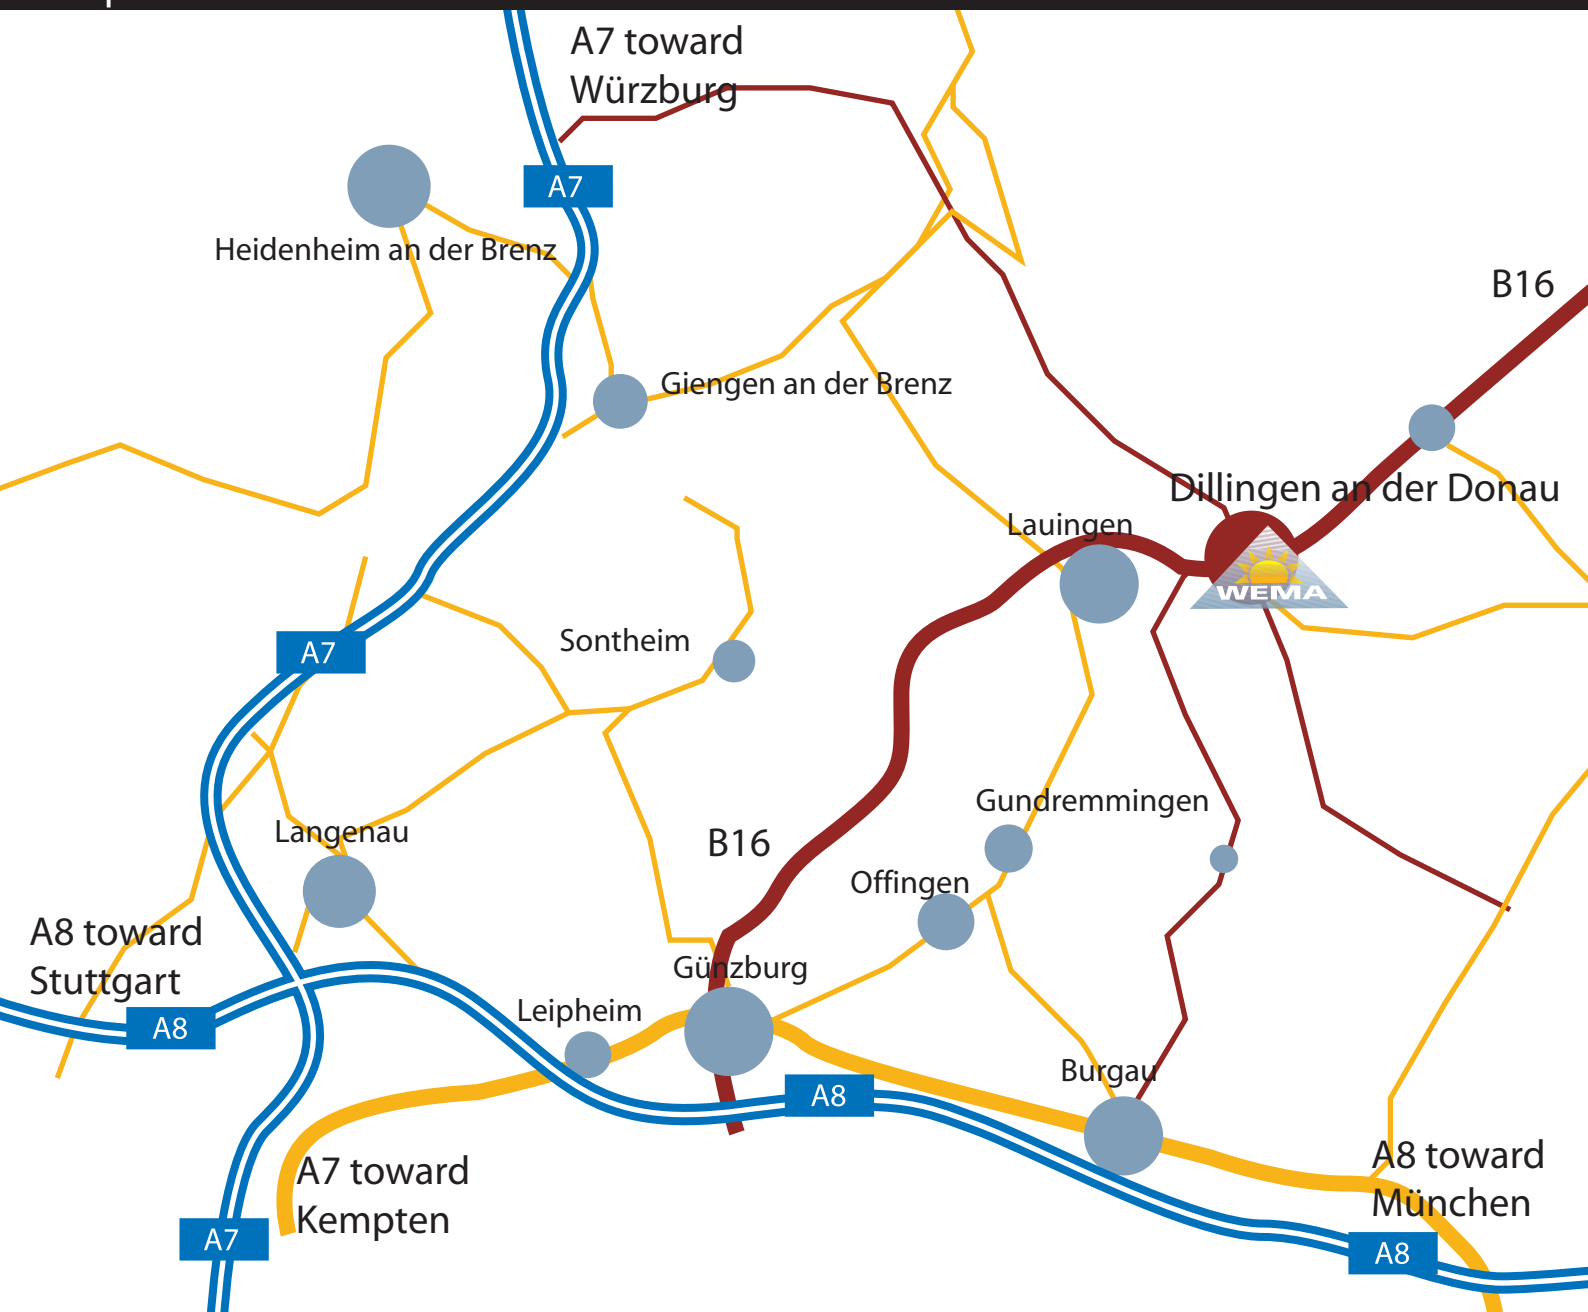 A7 toward
Würzburg
A7
Heidenheim an der Brenz
B16
Giengen an der Brenz
Dillingen an der Donau
Lauingen
WEMA
Sontheim
A7
Gundremmingen
Langenau
B16
Offingen
A8 toward
Stuttgart
Günzburg
Leipheim
A8
Burgau
A8
A7 toward
Kempten
A8 toward
München
A7
A8